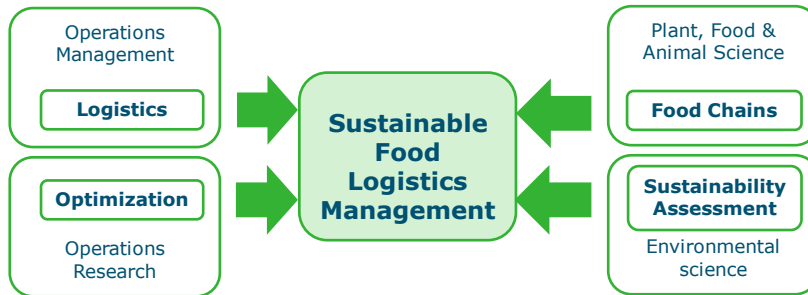 Operations
Management
Logistics
Optimization
Operations
Research
Sustainable
Food
Logistics
Management
Plant, Food &
Animal Science
Food Chains
Sustainability
Assessment
Environmental
science